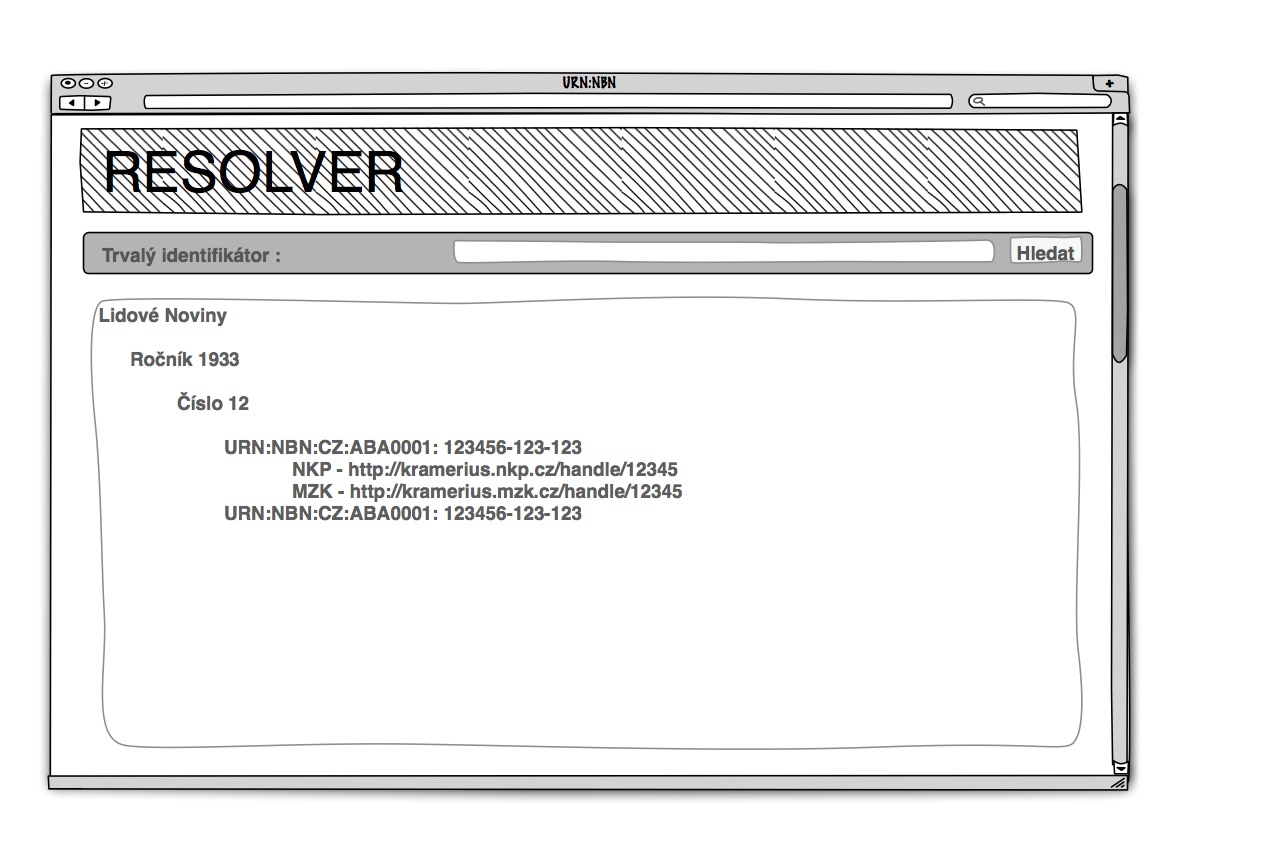 URN:NBN
RESOLVER
Trvalý identifikátor :
Hledat
Lidové Noviny
Ročník 1933
Číslo 12
URN:NBN:CZ:ABA0001: 123456-123-123
NKP - http://kramerius.nkp.cz/handle/12345
MZK - http://kramerius.mzk.cz/handle/12345
URN:NBN:CZ:ABA0001: 123456-123-123